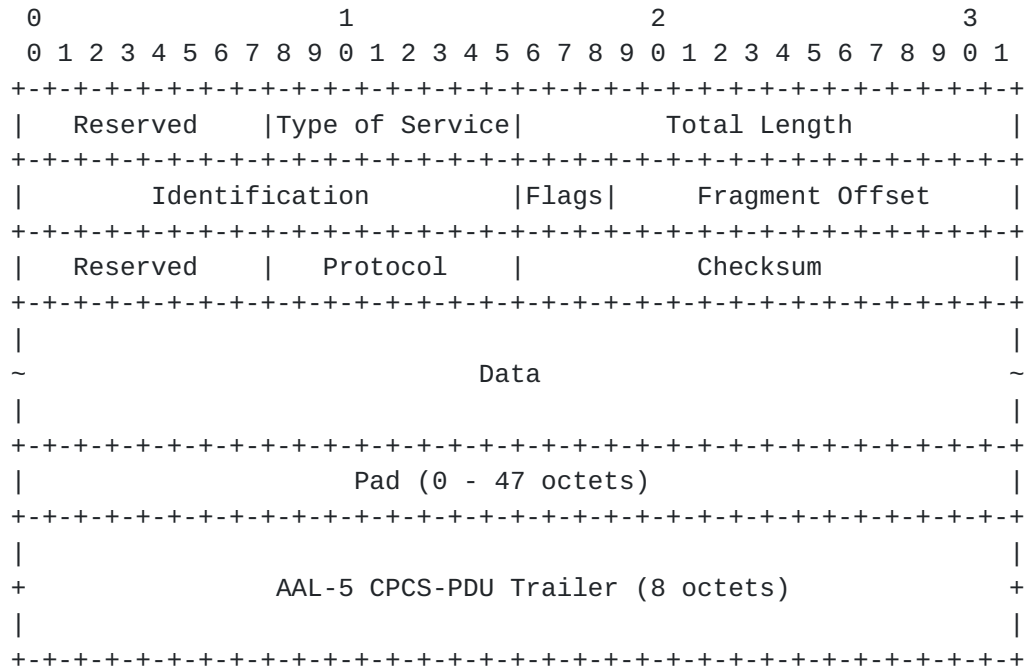 0                   1                   2                   3
 0 1 2 3 4 5 6 7 8 9 0 1 2 3 4 5 6 7 8 9 0 1 2 3 4 5 6 7 8 9 0 1
+-+-+-+-+-+-+-+-+-+-+-+-+-+-+-+-+-+-+-+-+-+-+-+-+-+-+-+-+-+-+-+-+
|   Reserved    |Type of Service|         Total Length          |
+-+-+-+-+-+-+-+-+-+-+-+-+-+-+-+-+-+-+-+-+-+-+-+-+-+-+-+-+-+-+-+-+
|        Identification         |Flags|     Fragment Offset     |
+-+-+-+-+-+-+-+-+-+-+-+-+-+-+-+-+-+-+-+-+-+-+-+-+-+-+-+-+-+-+-+-+
|   Reserved    |   Protocol    |           Checksum            |
+-+-+-+-+-+-+-+-+-+-+-+-+-+-+-+-+-+-+-+-+-+-+-+-+-+-+-+-+-+-+-+-+
|                                                               |
~                             Data                              ~
|                                                               |
+-+-+-+-+-+-+-+-+-+-+-+-+-+-+-+-+-+-+-+-+-+-+-+-+-+-+-+-+-+-+-+-+
|                     Pad (0 - 47 octets)                       |
+-+-+-+-+-+-+-+-+-+-+-+-+-+-+-+-+-+-+-+-+-+-+-+-+-+-+-+-+-+-+-+-+
|                                                               |
+                AAL-5 CPCS-PDU Trailer (8 octets)              +
|                                                               |
+-+-+-+-+-+-+-+-+-+-+-+-+-+-+-+-+-+-+-+-+-+-+-+-+-+-+-+-+-+-+-+-+